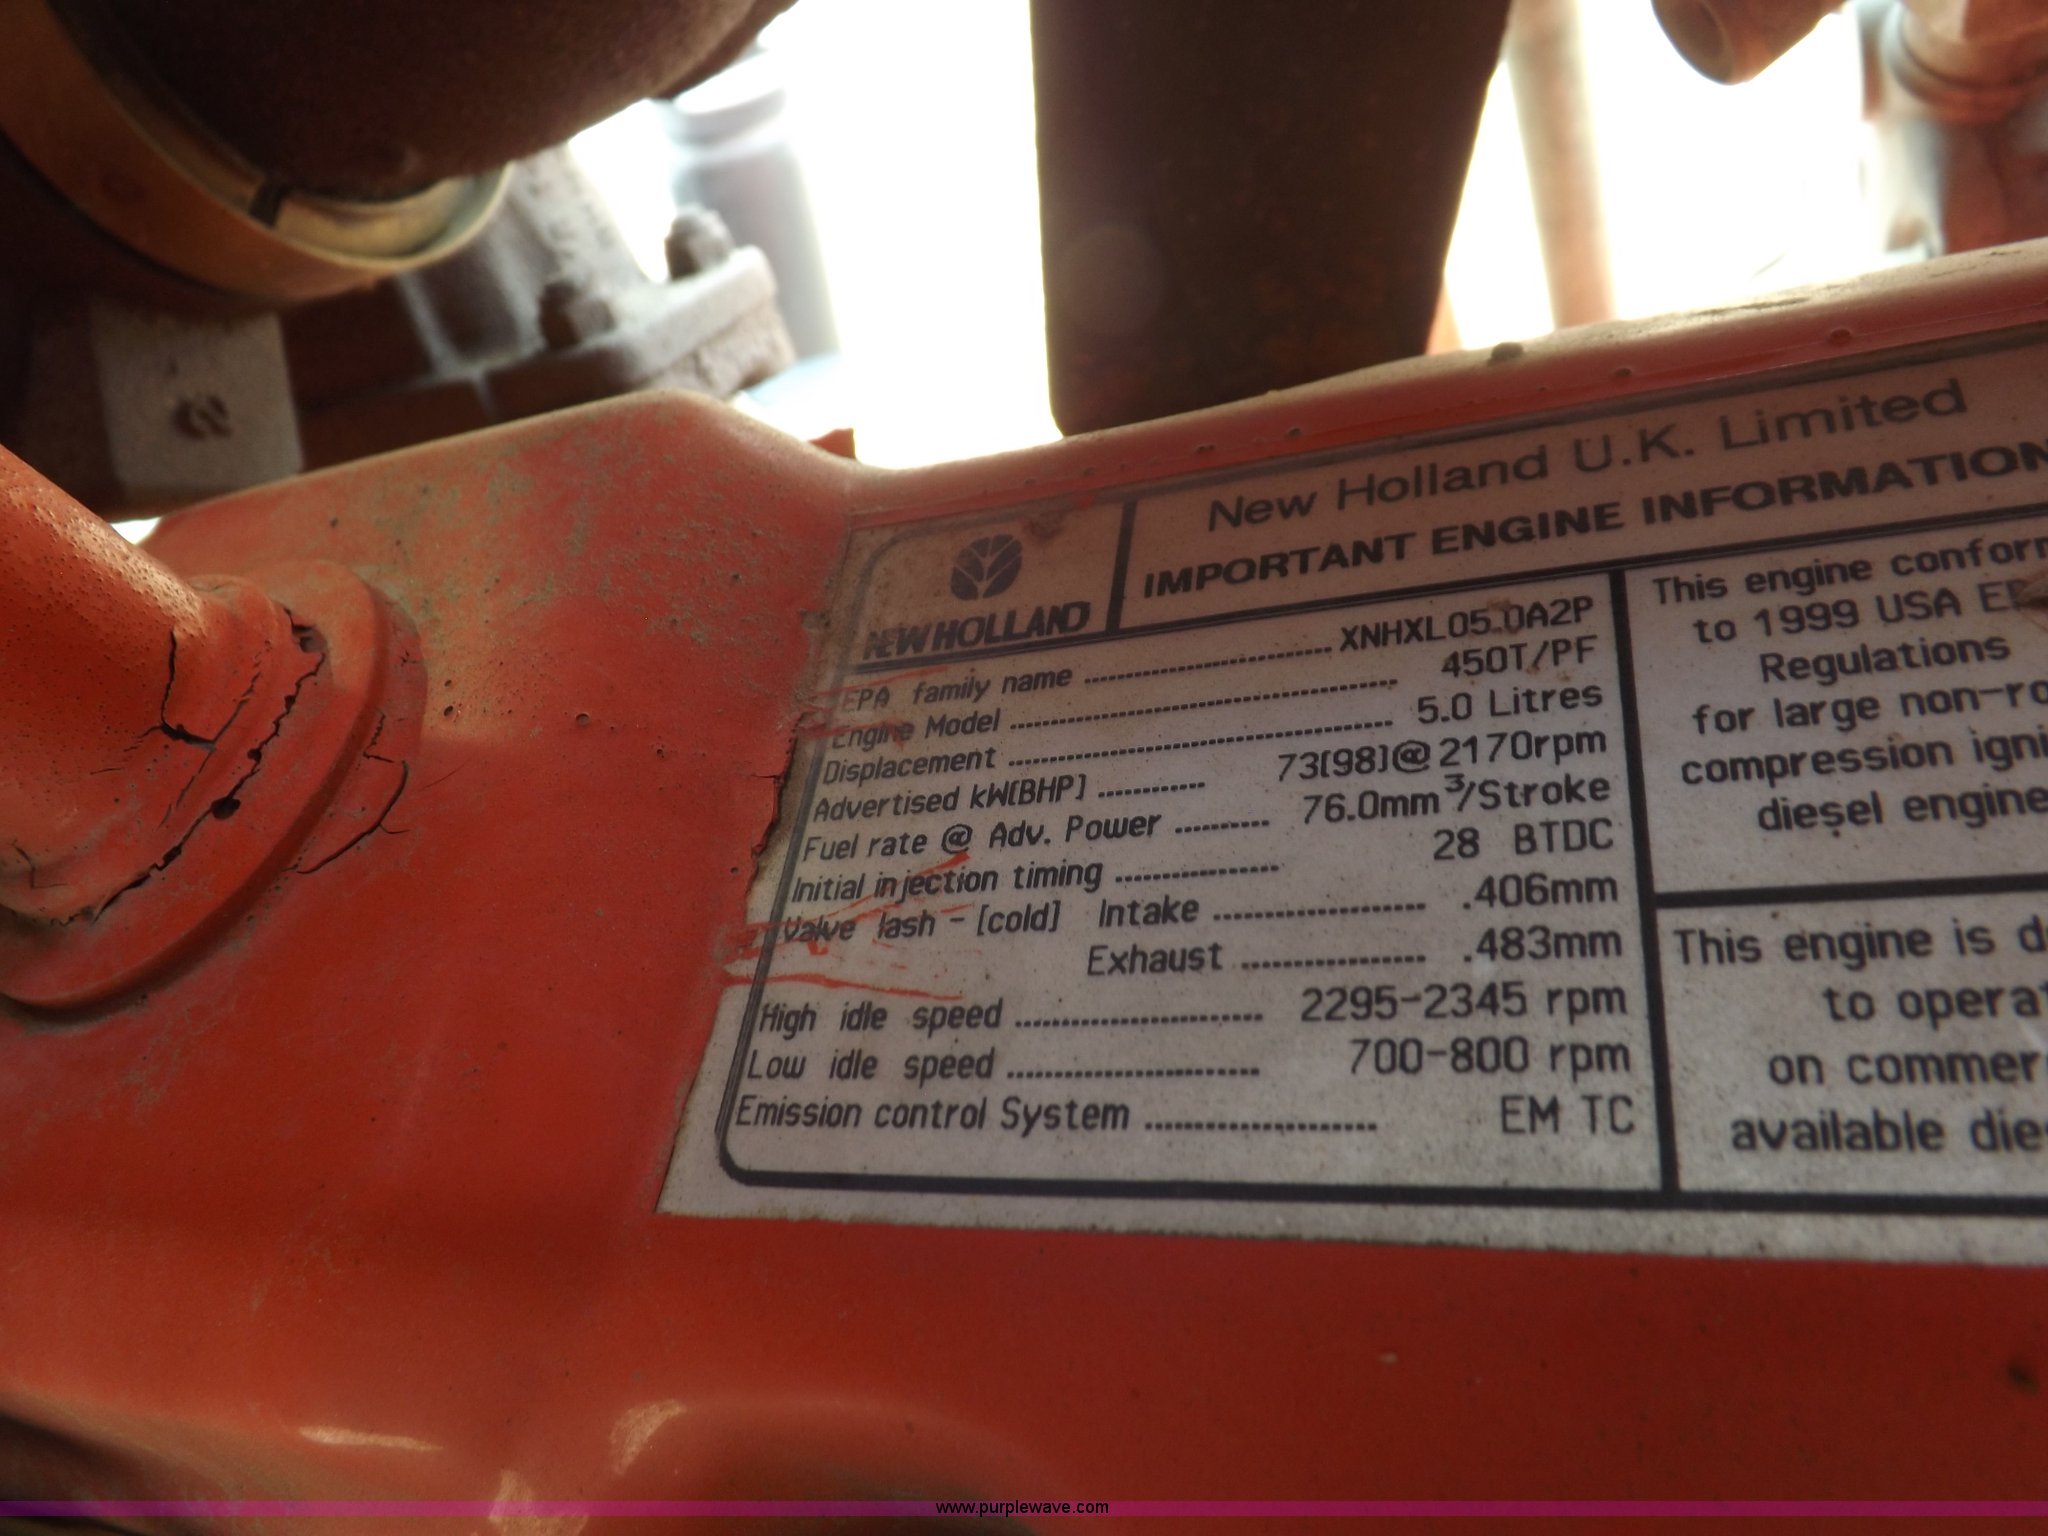 New Holland U.K. Limited
IMPORTANT ENGINE INFORMATION
NEW HOLLAND
EPA family name ........ XNHXL05.0A2P
Engine Model ........ 450T/PF
Displacement ........ 5.0 Litres
Advertised kW[BHP] ........ 73[98]@2170rpm
Fuel rate @ Adv. Power ........ 76.0mm³/Stroke
Initial injection timing ........ 28 BTDC
Valve lash - [cold] Intake ........ .406mm
Exhaust ........ .483mm
High idle speed ........ 2295-2345 rpm
Low idle speed ........ 700-800 rpm
Emission control System ........ EM TC
This engine confor
to 1999 USA
Regulations
for large non-ro
compression igni
diesel engine
This engine is d
to operat
on commer
available die
www.purplewave.com